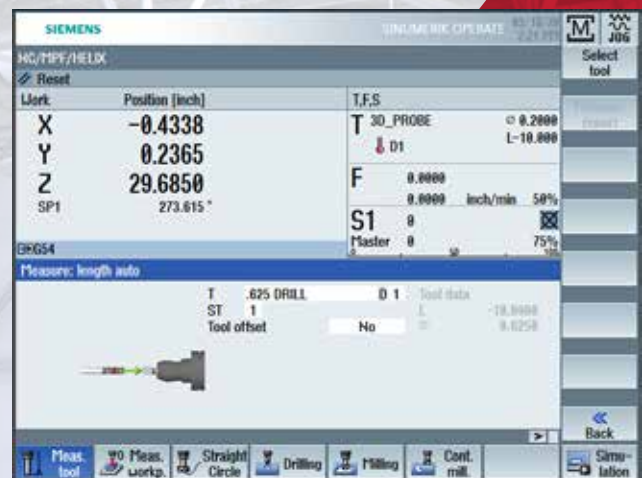 SIEMENS
SINUMERIK OPERATE
M
JOG
NC/MPF/HELIX
Select
tool
Reset
Work Position [inch] T,F,S
X -0.4338
T 3D_PROBE ⌀ 0.2000
D1 L-10.000
Y 0.2365
Z 29.6850
SP1 273.615 °
F 0.0000
0.0000 inch/min 50%
S1 0
Master 0 75%
0 50 100
G54
Measure: length auto
T .625 DRILL D 1 Tool data
ST 1 L -10.0000
Tool offset No
Back
Meas.
tool
Meas.
workp.
Straight
Circle
Drilling
Milling
Cont.
mill.
Simu-
lation